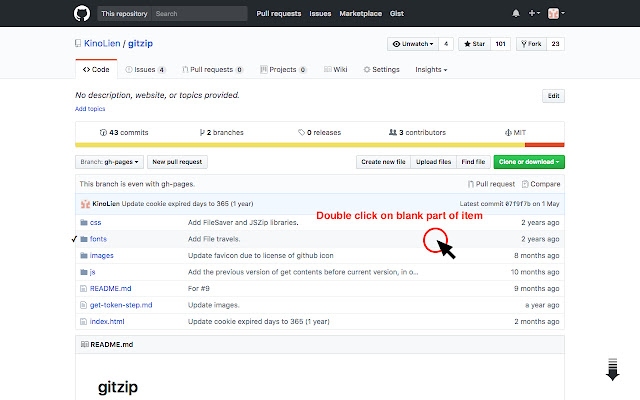 This repository Search Pull requests Issues Marketplace Gist
KinoLien / gitzip Unwatch 4 Star 101 Fork 23
Code Issues 4 Pull requests 0 Projects 0 Wiki Settings Insights
No description, website, or topics provided. Edit
Add topics
43 commits 2 branches 0 releases 3 contributors MIT
Branch: gh-pages New pull request Create new file Upload files Find file Clone or download
This branch is even with gh-pages. Pull request Compare
KinoLien Update cookie expired days to 365 (1 year) Latest commit 07f9f7b on 1 May
Double click on blank part of item
css Add FileSaver and JSZip libraries. 2 years ago
fonts Add File travels. 2 years ago
images Update favicon due to license of github icon 8 months ago
js Add the previous version of get contents before current version, in o... 10 months ago
README.md For #9 9 months ago
get-token-step.md Update images. a year ago
index.html Update cookie expired days to 365 (1 year) 2 months ago
README.md
gitzip